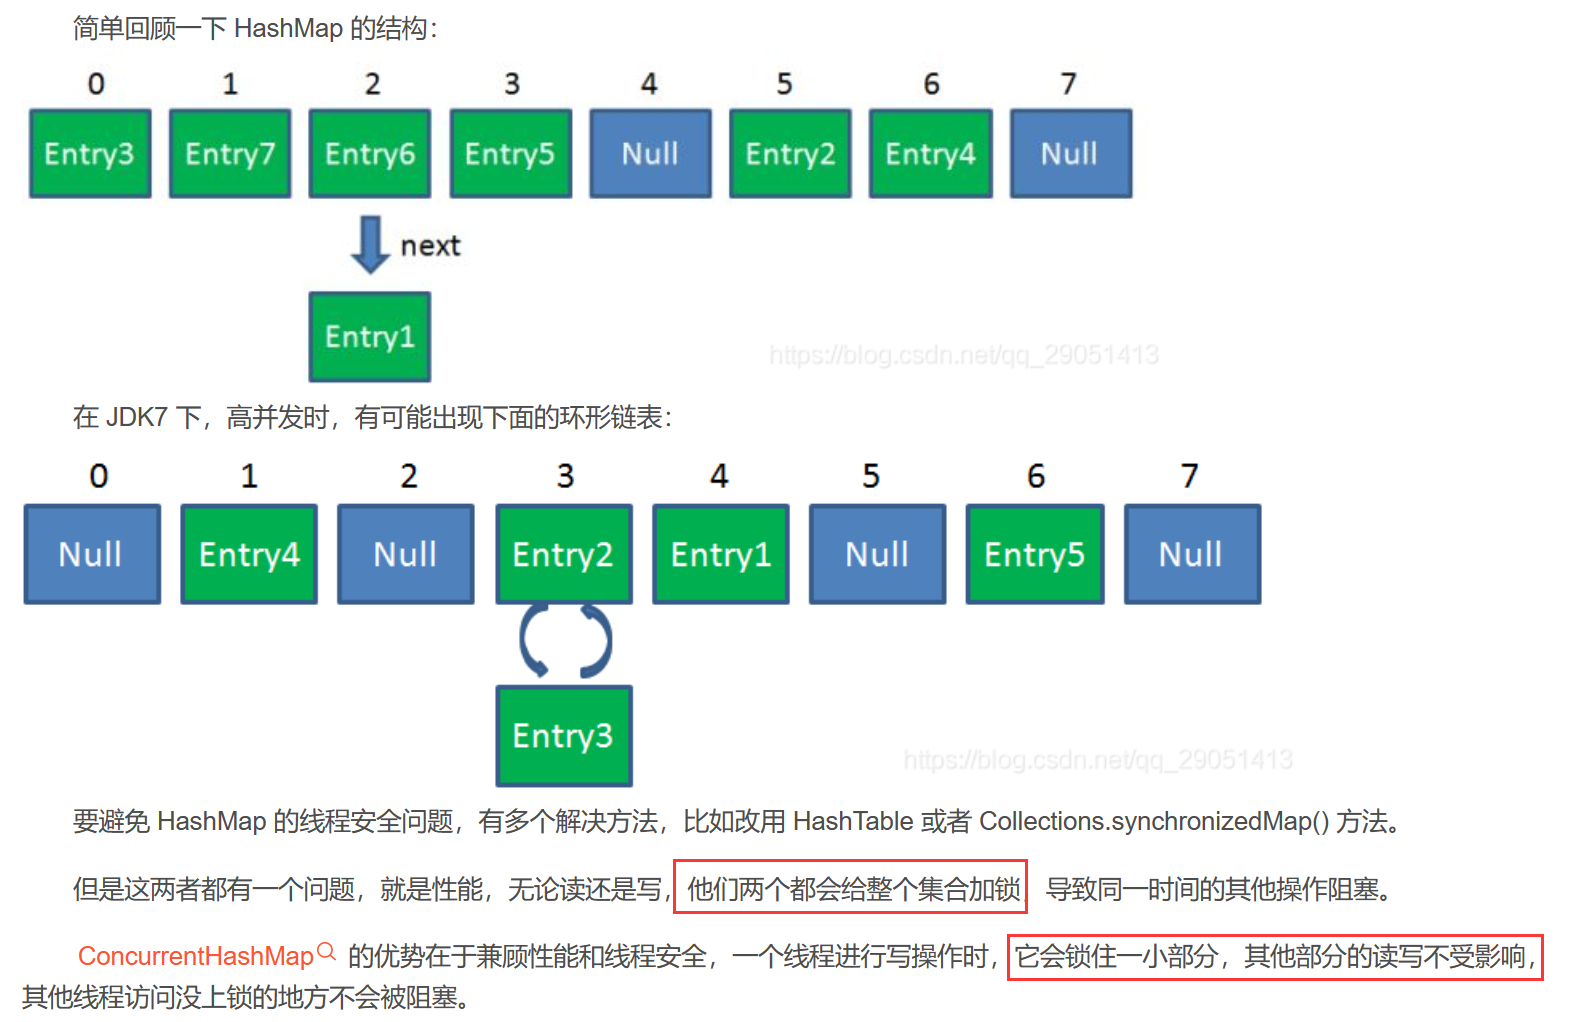 简单回顾一下 HashMap 的结构：
0 1 2 3 4 5 6 7
Entry3 Entry7 Entry6 Entry5 Null Entry2 Entry4 Null
next
Entry1
https://blog.csdn.net/qq_29051413
在 JDK7 下，高并发时，有可能出现下面的环形链表：
0 1 2 3 4 5 6 7
Null Entry4 Null Entry2 Entry1 Null Entry5 Null
Entry3
https://blog.csdn.net/qq_29051413
要避免 HashMap 的线程安全问题，有多个解决方法，比如改用 HashTable 或者 Collections.synchronizedMap() 方法。
但是这两者都有一个问题，就是性能，无论读还是写，他们两个都会给整个集合加锁，导致同一时间的其他操作阻塞。
ConcurrentHashMap 的优势在于兼顾性能和线程安全，一个线程进行写操作时，它会锁住一小部分，其他部分的读写不受影响，
其他线程访问没上锁的地方不会被阻塞。